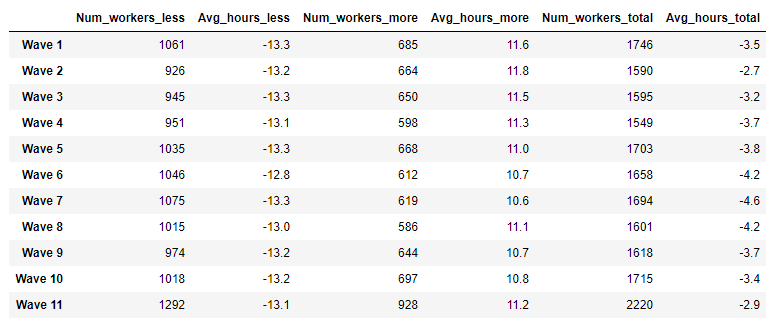 Num_workers_less Avg_hours_less Num_workers_more Avg_hours_more Num_workers_total Avg_hours_total
Wave 1 1061 -13.3 685 11.6 1746 -3.5
Wave 2 926 -13.2 664 11.8 1590 -2.7
Wave 3 945 -13.3 650 11.5 1595 -3.2
Wave 4 951 -13.1 598 11.3 1549 -3.7
Wave 5 1035 -13.3 668 11.0 1703 -3.8
Wave 6 1046 -12.8 612 10.7 1658 -4.2
Wave 7 1075 -13.3 619 10.6 1694 -4.6
Wave 8 1015 -13.0 586 11.1 1601 -4.2
Wave 9 974 -13.2 644 10.7 1618 -3.7
Wave 10 1018 -13.2 697 10.8 1715 -3.4
Wave 11 1292 -13.1 928 11.2 2220 -2.9